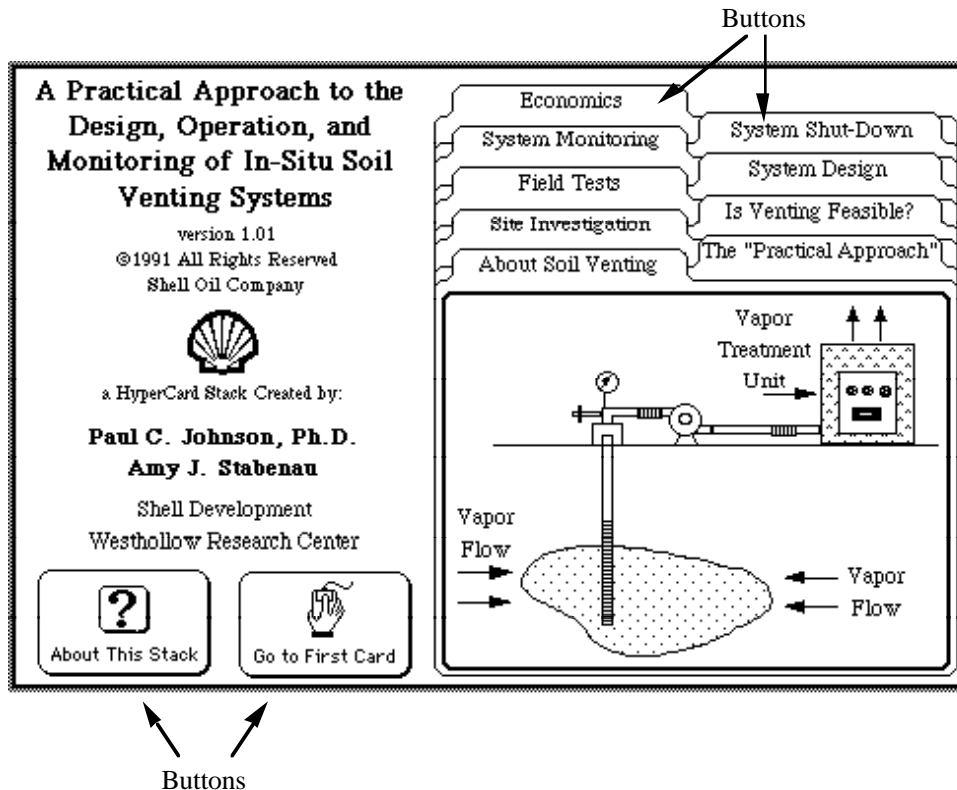 Buttons
A Practical Approach to the
Design, Operation, and
Monitoring of In-Situ Soil
Venting Systems
version 1.01
©1991 All Rights Reserved
Shell Oil Company
a HyperCard Stack Created by:
Paul C. Johnson, Ph.D.
Amy J. Stabenau
Shell Development
Westhollow Research Center
?
About This Stack
Go to First Card
Economics
System Shut-Down
System Monitoring
System Design
Field Tests
Is Venting Feasible?
Site Investigation
The "Practical Approach"
About Soil Venting
Vapor
Treatment
Unit
Vapor
Flow
Vapor
Flow
Buttons